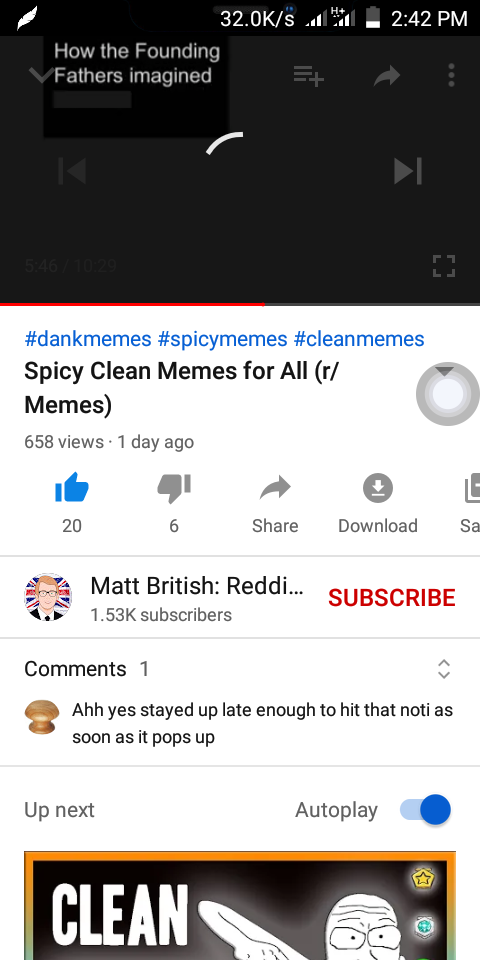 32.0K/s H+ 2:42 PM
How the Founding
Fathers imagined
5:46 / 10:29
#dankmemes #spicymemes #cleanmemes
Spicy Clean Memes for All (r/
Memes)
658 views · 1 day ago
20 6 Share Download Sa
Matt British: Reddi... SUBSCRIBE
1.53K subscribers
Comments 1
Ahh yes stayed up late enough to hit that noti as
soon as it pops up
Up next Autoplay
CLEAN